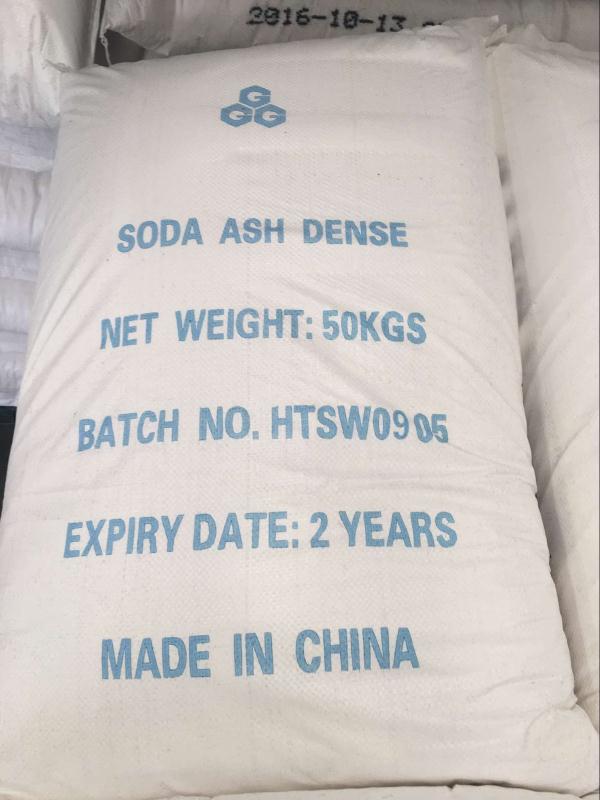 2016-10-13
G
G G
SODA ASH DENSE
NET WEIGHT: 50KGS
BATCH NO. HTSW0905
EXPIRY DATE: 2 YEARS
MADE IN CHINA